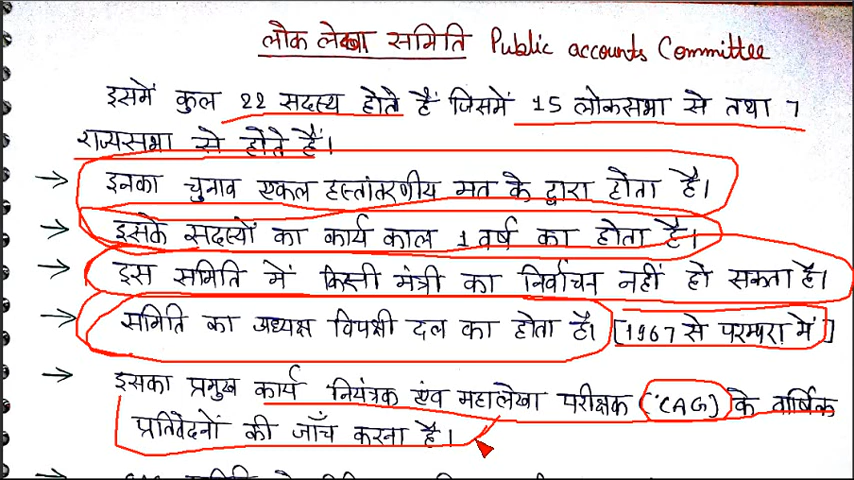 लोक लेखा समिति Public accounts Committee
इसमें कुल 22 सदस्य होते हैं जिसमें 15 लोकसभा से तथा 7
राज्यसभा से होते हैं।
→ इनका चुनाव एकल हस्तांतरणीय मत के द्वारा होता है।
→ इसके सदस्यों का कार्य काल 1 वर्ष का होता है।
→ इस समिति में किसी मंत्री का निर्वाचन नहीं हो सकता है।
→ समिति का अध्यक्ष विपक्षी दल का होता है। [1967 से परम्परा में]
→ इसका प्रमुख कार्य नियंत्रक एंव महालेखा परीक्षक (CAG) के वार्षिक
प्रतिवेदनों की जाँच करना है।